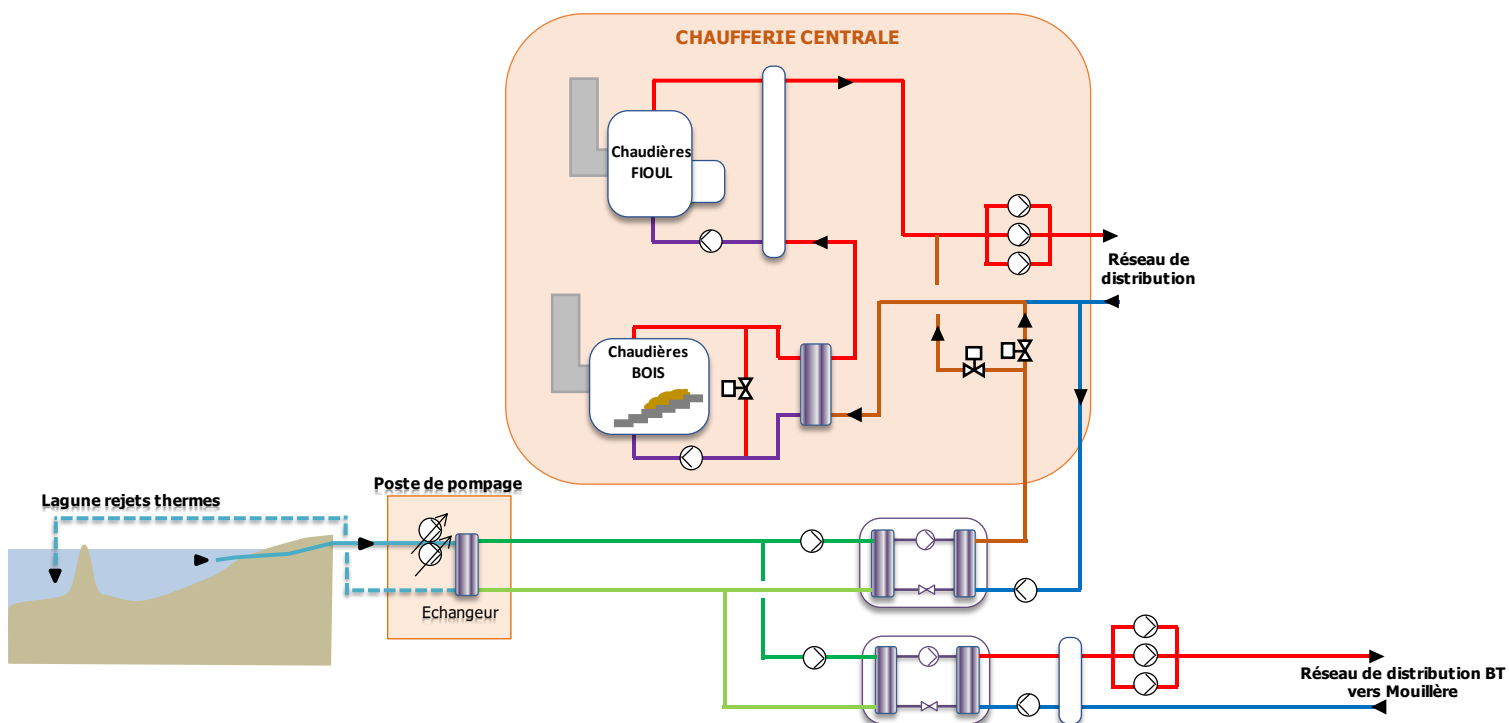 CHAUFFERIE CENTRALE
Chaudières
FIOUL
Réseau de
distribution
Chaudières
BOIS
Poste de pompage
Lagune rejets thermes
Echangeur
Réseau de distribution BT
vers Mouillère